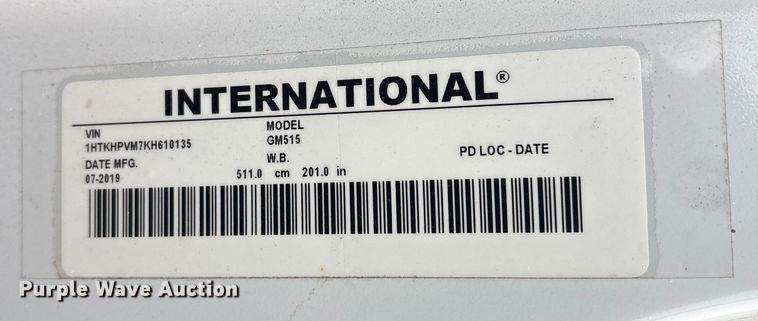 INTERNATIONAL®
VIN
1HTKHPVM7KH610135
MODEL
GM515
DATE MFG.
07-2019
W.B.
511.0 cm 201.0 in
PD LOC - DATE
Purple Wave Auction